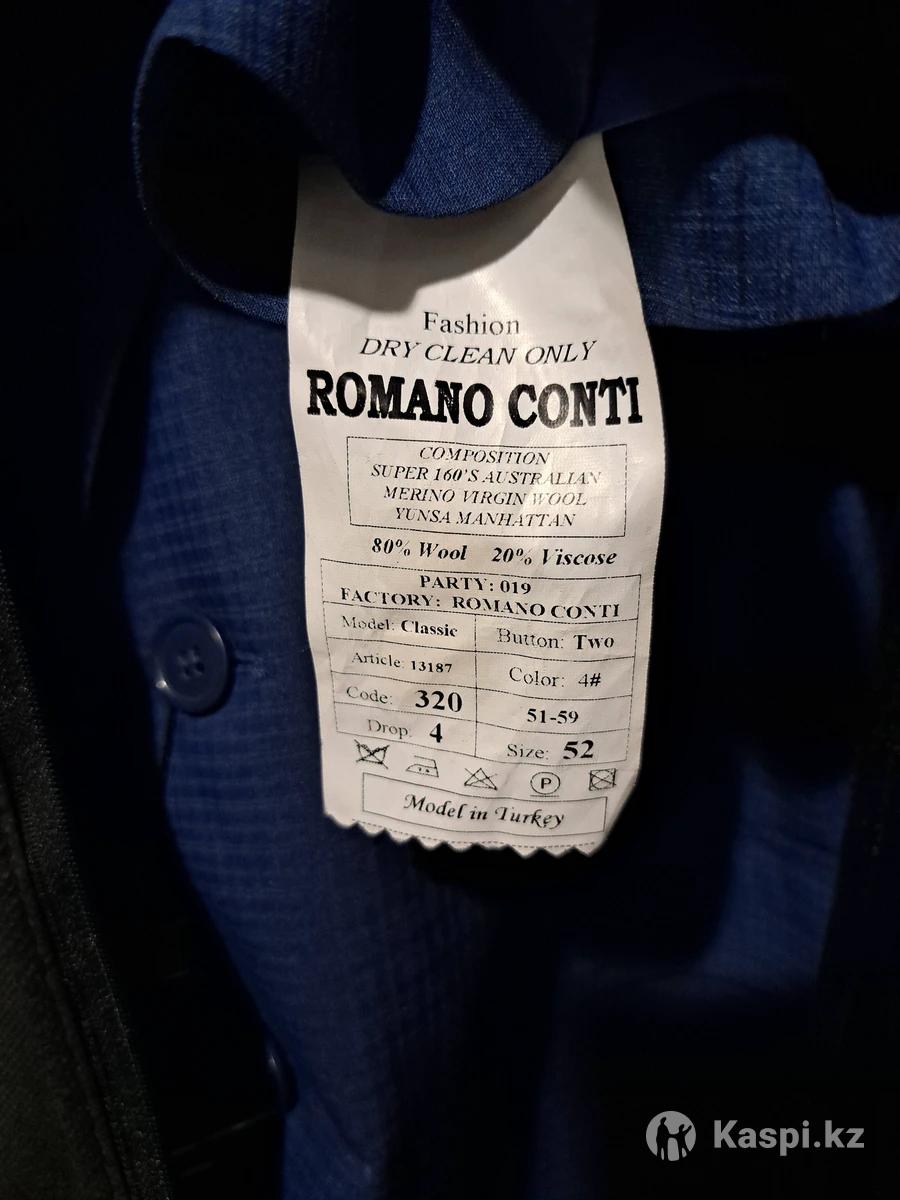 Fashion
DRY CLEAN ONLY
ROMANO CONTI
COMPOSITION
SUPER 160'S AUSTRALIAN
MERINO VIRGIN WOOL
YUNSA MANHATTAN
80% Wool 20% Viscose
PARTY: 019
FACTORY: ROMANO CONTI
Model: Classic Button: Two
Article: 13187 Color: 4#
Code: 320 51-59
Drop: 4 Size: 52
P
Model in Turkey
Kaspi.kz